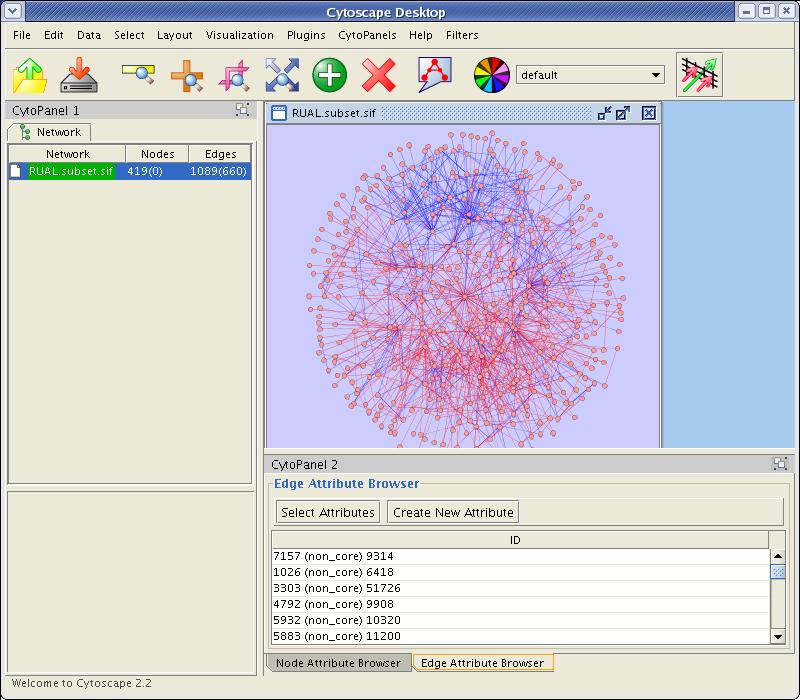 Cytoscape Desktop
File Edit Data Select Layout Visualization Plugins CytoPanels Help Filters
default
CytoPanel 1
Network
Network Nodes Edges
RUAL.subset.sif 419(0) 1089(660)
RUAL.subset.sif
CytoPanel 2
Edge Attribute Browser
Select Attributes Create New Attribute
ID
7157 (non_core) 9314
1026 (non_core) 6418
3303 (non_core) 51726
4792 (non_core) 9908
5932 (non_core) 10320
5883 (non_core) 11200
Node Attribute Browser Edge Attribute Browser
Welcome to Cytoscape 2.2